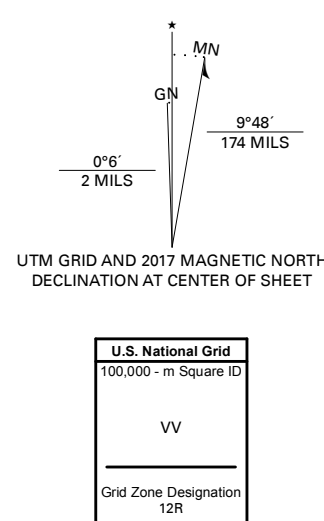 ★
MN
GN
9°48´
174 MILS
0°6´
2 MILS
UTM GRID AND 2017 MAGNETIC NORTH
DECLINATION AT CENTER OF SHEET
U.S. National Grid
100,000 - m Square ID
VV
Grid Zone Designation
12R